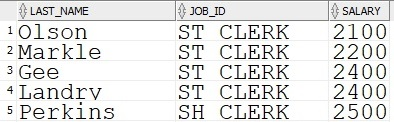 LAST_NAME JOB_ID SALARY
1 Olson ST CLERK 2100
2 Markle ST CLERK 2200
3 Gee ST CLERK 2400
4 Landry ST CLERK 2400
5 Perkins SH CLERK 2500